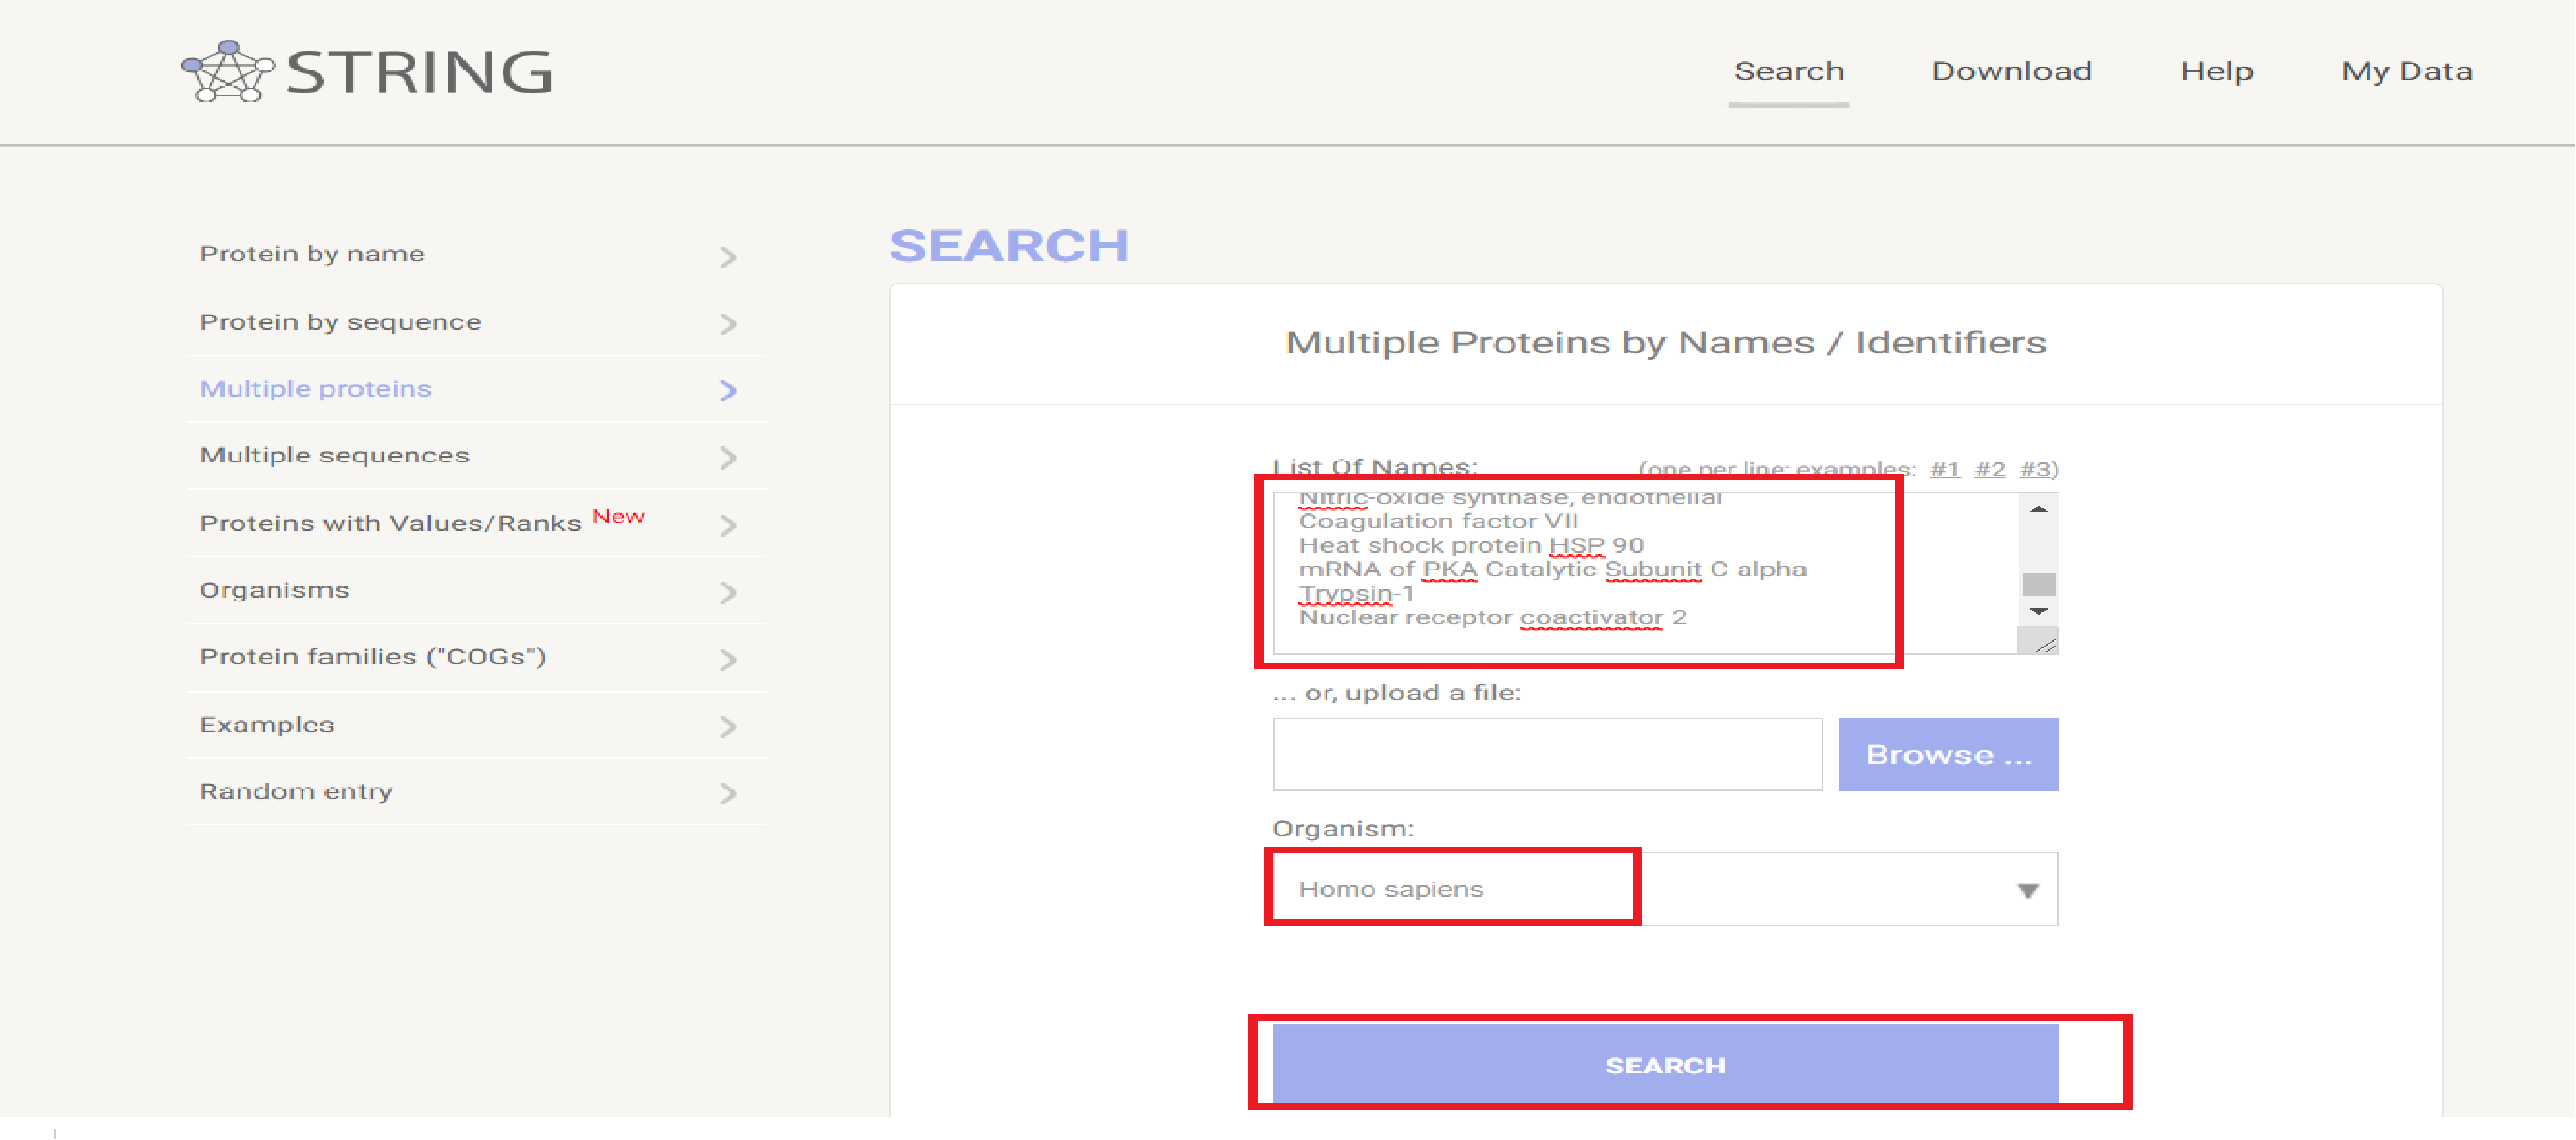 STRING
Search Download Help My Data
Protein by name
Protein by sequence
Multiple proteins
Multiple sequences
Proteins with Values/Ranks New
Organisms
Protein families ("COGs")
Examples
Random entry
SEARCH
Multiple Proteins by Names / Identifiers
List Of Names: (one per line; examples: #1 #2 #3)
Nitric-oxide synthase, endothelial
Coagulation factor VII
Heat shock protein HSP 90
mRNA of PKA Catalytic Subunit C-alpha
Trypsin-1
Nuclear receptor coactivator 2
... or, upload a file:
Browse ...
Organism:
Homo sapiens
SEARCH